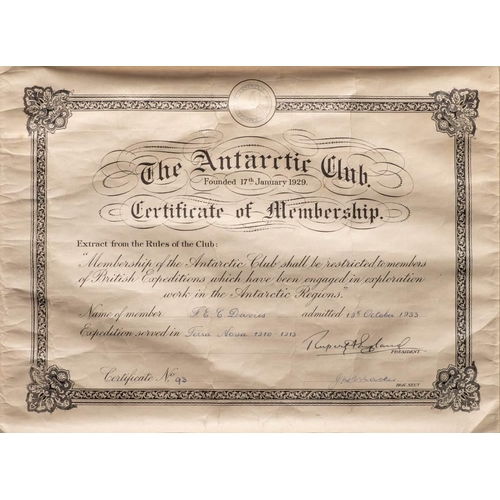 The Antarctic Club.
Founded 17th January 1929.
Certificate of Membership.
Extract from the Rules of the Club:
"Membership of the Antarctic Club shall be restricted to members
of British Expeditions which have been engaged in exploration
work in the Antarctic Regions."
Name of member F. E. C Davies admitted 13th October 1933.
Expedition served in Terra Nova 1910-1913
PRESIDENT.
Certificate No. 93
HON. SECY.